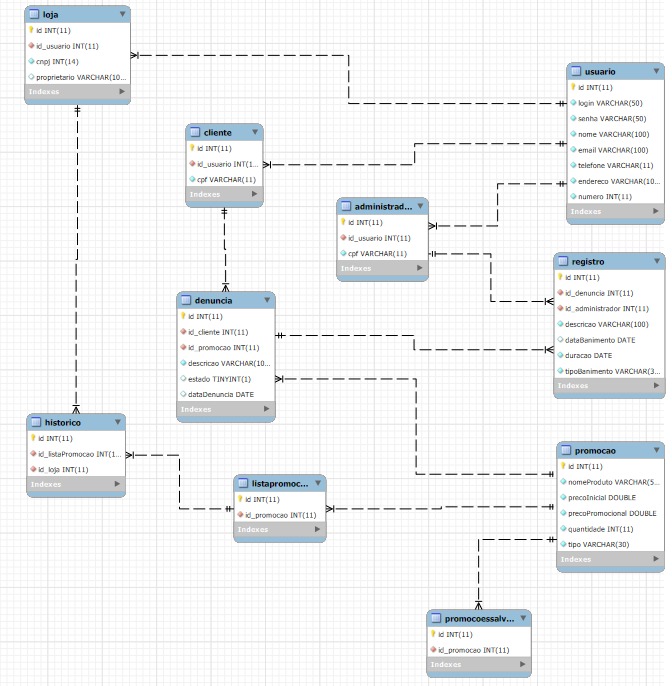 loja
id INT(11)
id_usuario INT(11)
cnpJ INT(14)
proprietario VARCHAR(10...
Indexes
usuario
id INT(11)
login VARCHAR(50)
senha VARCHAR(50)
nome VARCHAR(100)
email VARCHAR(100)
telefone VARCHAR(11)
endereco VARCHAR(10...
numero INT(11)
Indexes
cliente
id INT(11)
id_usuario INT(1...
cpf VARCHAR(11)
Indexes
administrad...
id INT(11)
id_usuario INT(11)
cpf VARCHAR(11)
Indexes
registro
id INT(11)
id_denuncia INT(11)
id_administrador INT(11)
descricao VARCHAR(100)
dataBanimento DATE
duracao DATE
tipoBanimento VARCHAR(3...
Indexes
denuncia
id INT(11)
id_cliente INT(11)
id_promocao INT(11)
descricao VARCHAR(10...
estado TINYINT(1)
dataDenuncia DATE
Indexes
historico
id INT(11)
id_listaPromocao INT(1...
id_loja INT(11)
Indexes
listapromoc...
id INT(11)
id_promocao INT(11)
Indexes
promocao
id INT(11)
nomeProduto VARCHAR(5...
precoInicial DOUBLE
precoPromocional DOUBLE
quantidade INT(11)
tipo VARCHAR(30)
Indexes
promocoessalv...
id INT(11)
id_promocao INT(11)
Indexes